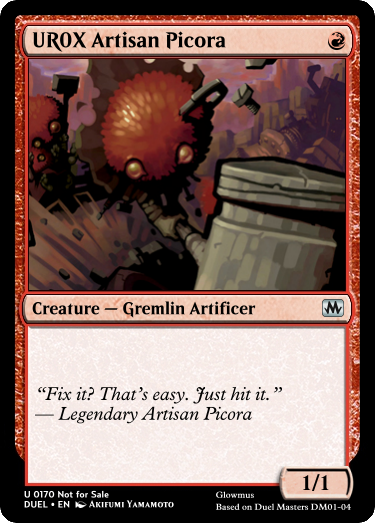 UROX Artisan Picora
Creature — Gremlin Artificer
“Fix it? That's easy. Just hit it.”
— Legendary Artisan Picora
1/1
U 0170 Not for Sale
DUEL • EN Akifumi Yamamoto
Glowmus
Based on Duel Masters DM01-04